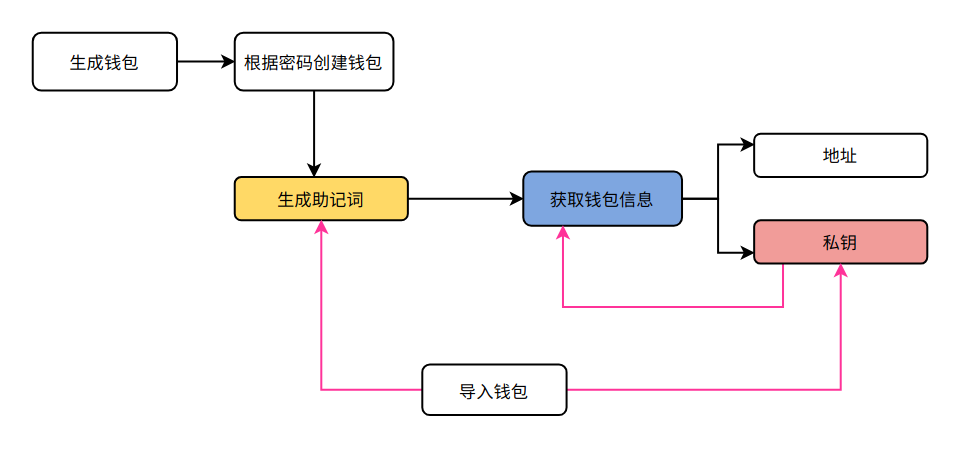 生成钱包
根据密码创建钱包
地址
生成助记词
获取钱包信息
私钥
导入钱包